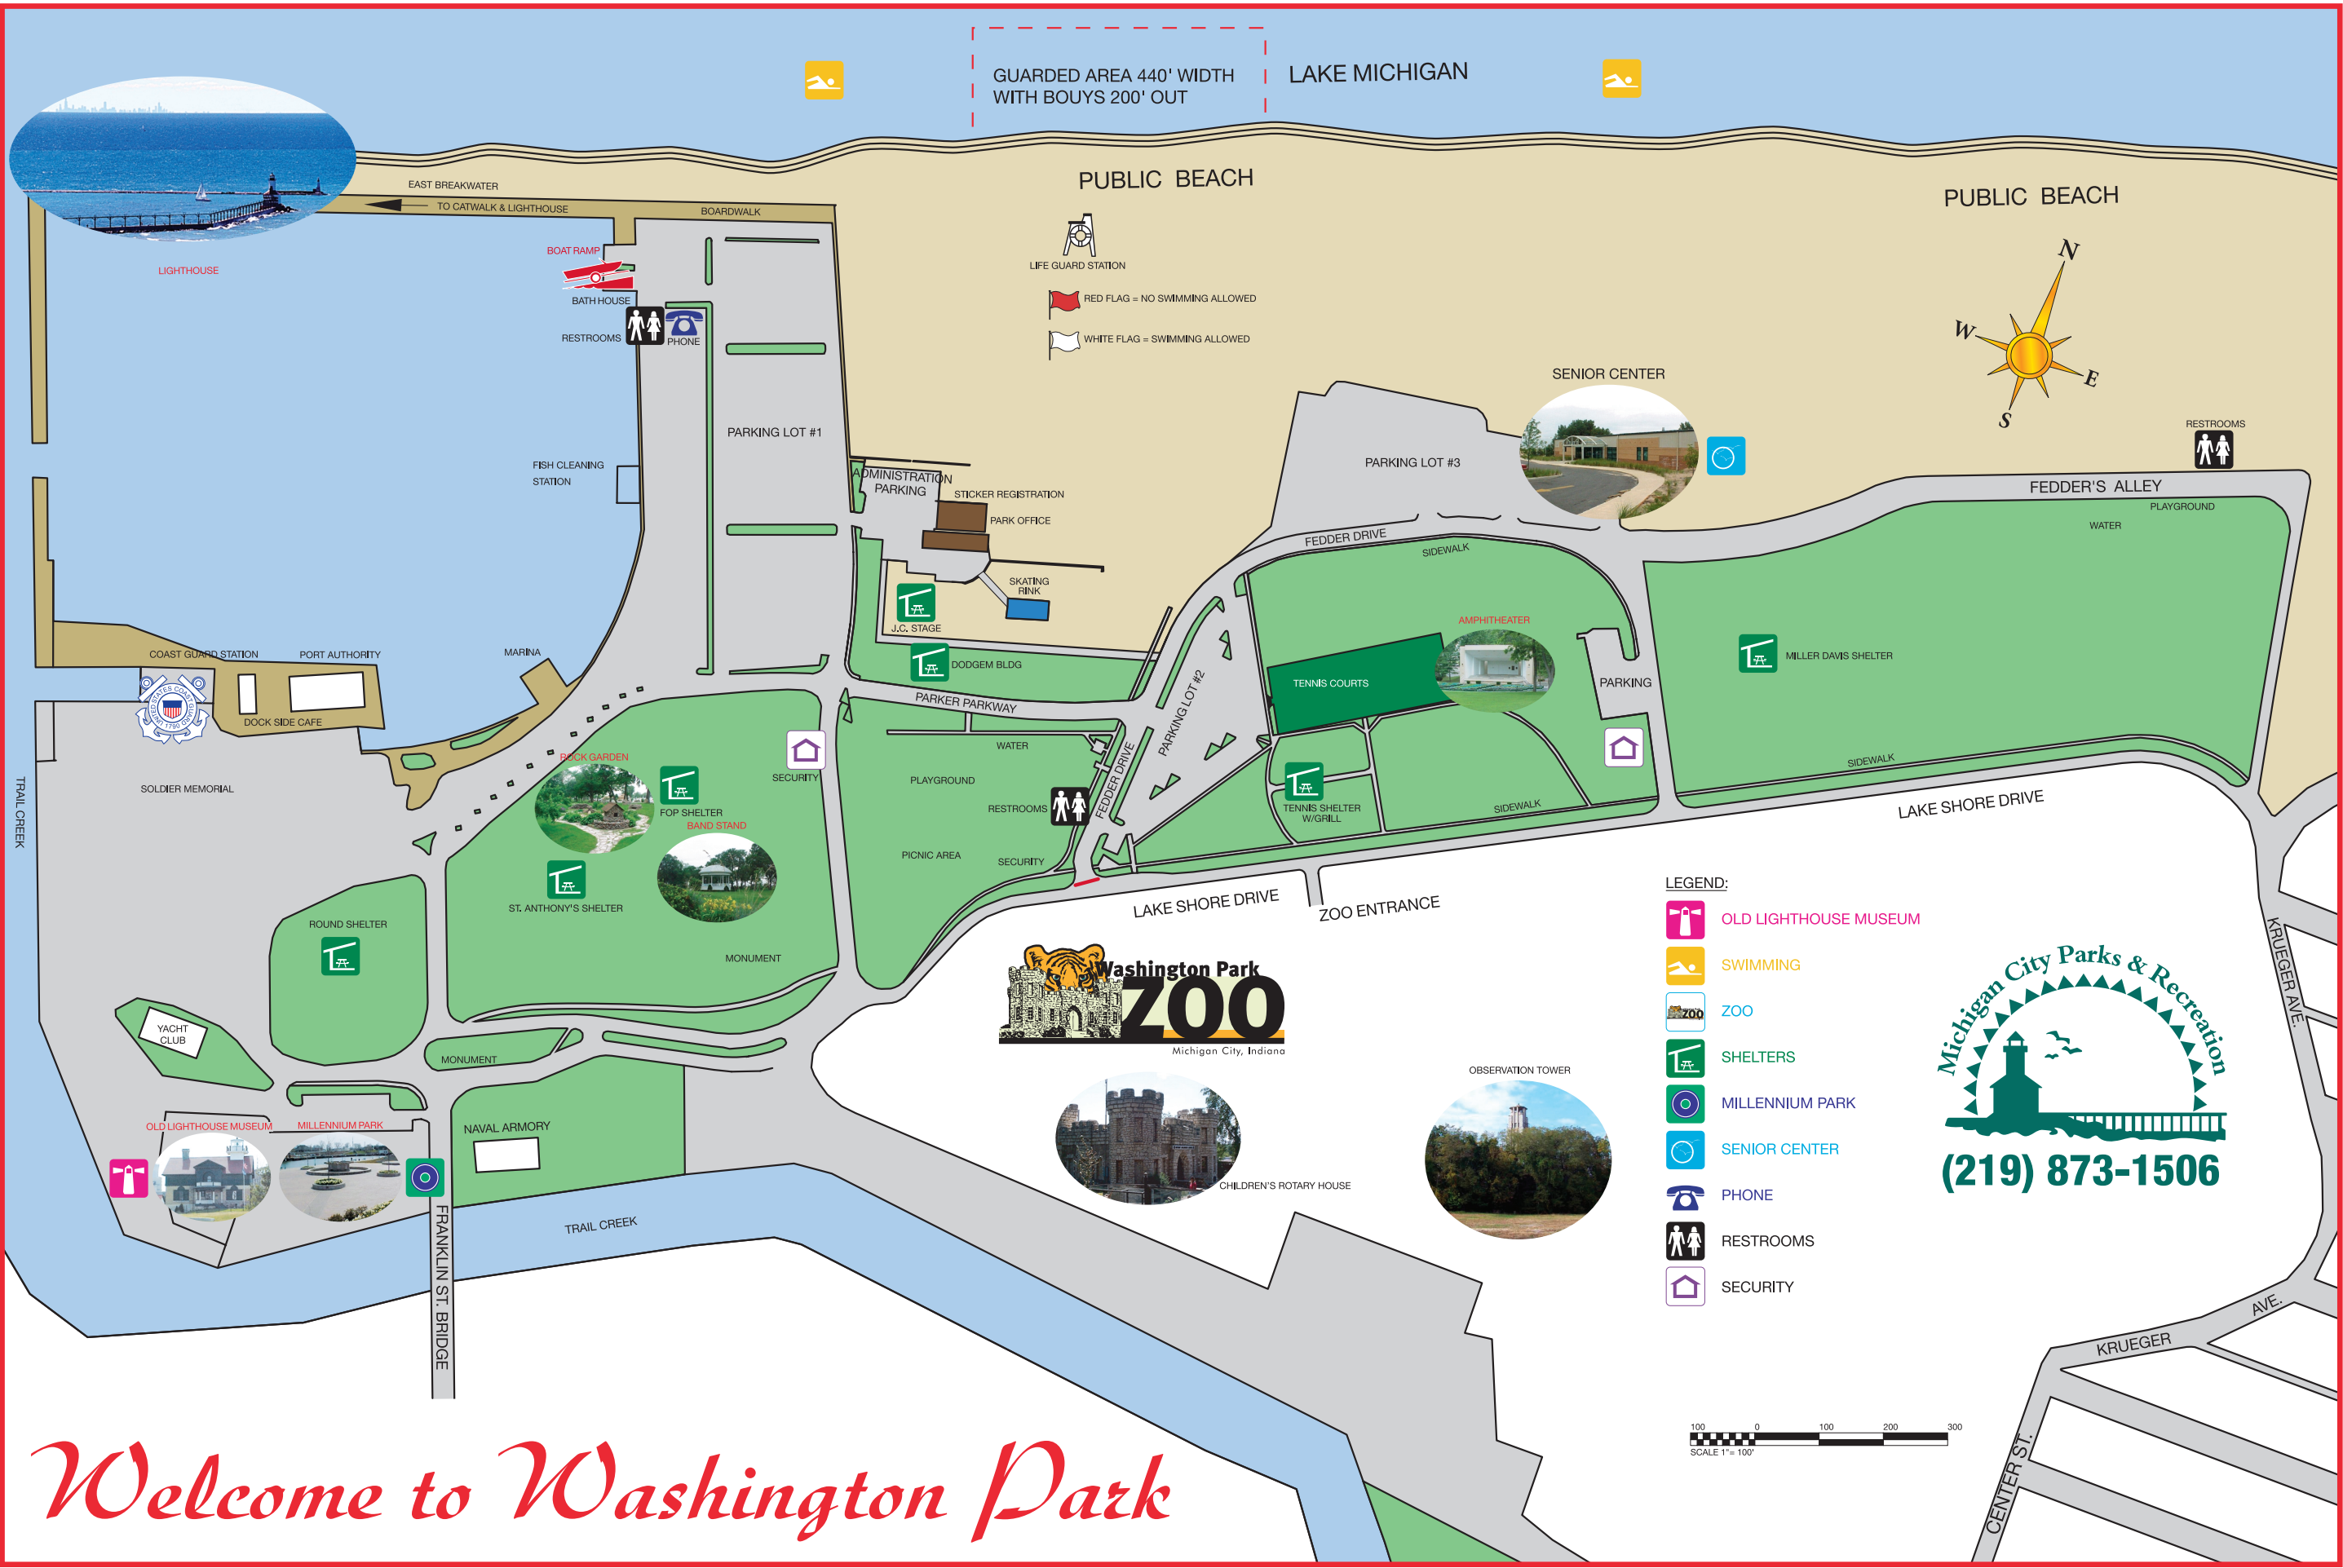 GUARDED AREA 440' WIDTH
WITH BOUYS 200' OUT
LAKE MICHIGAN
PUBLIC BEACH
PUBLIC BEACH
EAST BREAKWATER
TO CATWALK & LIGHTHOUSE
BOARDWALK
LIGHTHOUSE
BOAT RAMP
BATH HOUSE
RESTROOMS
PHONE
LIFE GUARD STATION
RED FLAG = NO SWIMMING ALLOWED
WHITE FLAG = SWIMMING ALLOWED
N
W
E
S
SENIOR CENTER
RESTROOMS
PARKING LOT #1
PARKING LOT #3
FISH CLEANING
STATION
ADMINISTRATION
PARKING
STICKER REGISTRATION
PARK OFFICE
FEDDER'S ALLEY
PLAYGROUND
WATER
FEDDER DRIVE
SIDEWALK
SKATING
RINK
J.C. STAGE
AMPHITHEATER
DODGEM BLDG
MILLER DAVIS SHELTER
COAST GUARD STATION
PORT AUTHORITY
MARINA
TENNIS COURTS
PARKING
UNITED STATES COAST GUARD 1790
DOCK SIDE CAFE
PARKER PARKWAY
PARKING LOT #2
WATER
ROCK GARDEN
SECURITY
PLAYGROUND
FEDDER DRIVE
SIDEWALK
SOLDIER MEMORIAL
TRAIL CREEK
FOP SHELTER
BAND STAND
RESTROOMS
TENNIS SHELTER
W/GRILL
SIDEWALK
LAKE SHORE DRIVE
PICNIC AREA
SECURITY
ST. ANTHONY'S SHELTER
LAKE SHORE DRIVE
ZOO ENTRANCE
ROUND SHELTER
MONUMENT
LEGEND:
OLD LIGHTHOUSE MUSEUM
SWIMMING
ZOO
ZOO
SHELTERS
MILLENNIUM PARK
SENIOR CENTER
PHONE
RESTROOMS
SECURITY
Washington Park
ZOO
Michigan City, Indiana
KRUEGER AVE.
Michigan City Parks & Recreation
(219) 873-1506
YACHT
CLUB
MONUMENT
OBSERVATION TOWER
OLD LIGHTHOUSE MUSEUM
MILLENNIUM PARK
NAVAL ARMORY
CHILDREN'S ROTARY HOUSE
TRAIL CREEK
FRANKLIN ST. BRIDGE
KRUEGER AVE.
CENTER ST.
100 0 100 200 300
SCALE 1"= 100'
Welcome to Washington Park